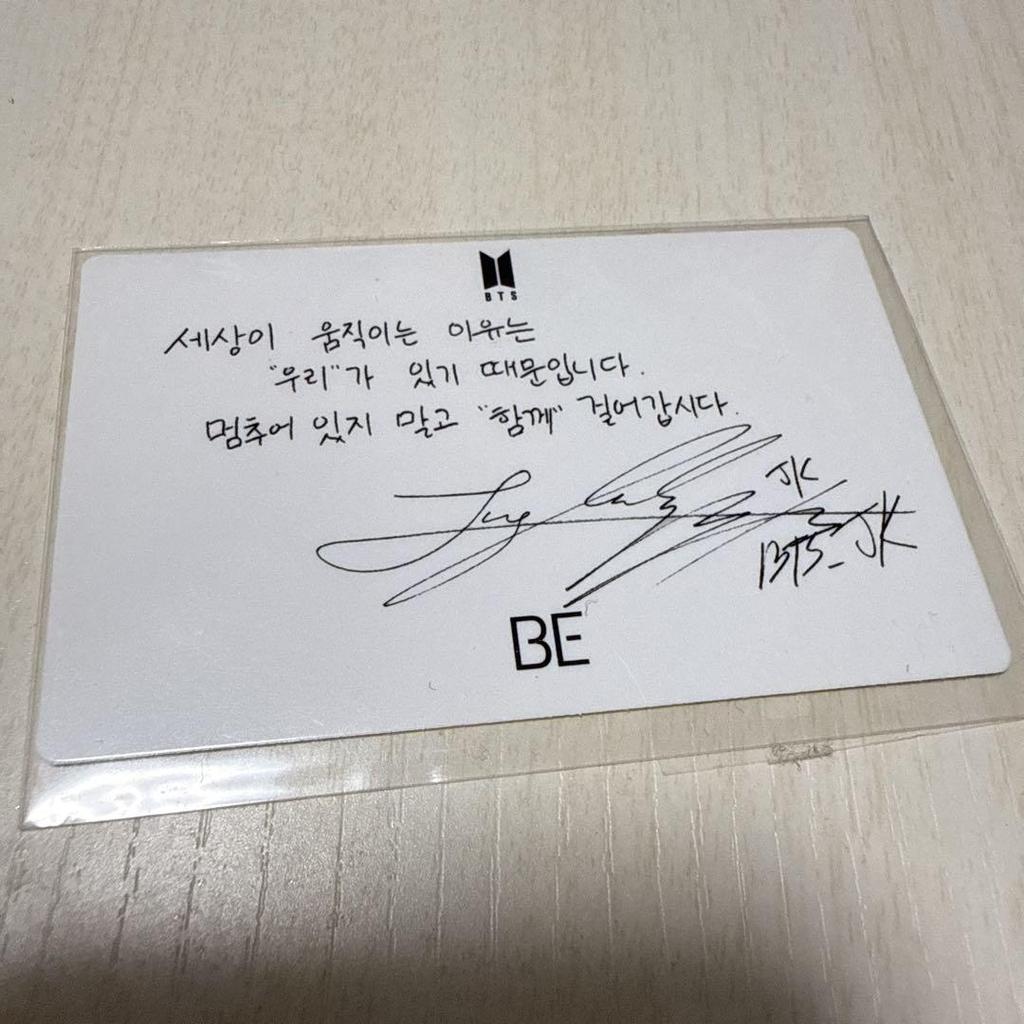 BTS
세상이 움직이는 이유는
"우리"가 있기 때문입니다.
멈추어 있지 말고 "함께" 걸어갑시다.
JK
BTS_JK
BE